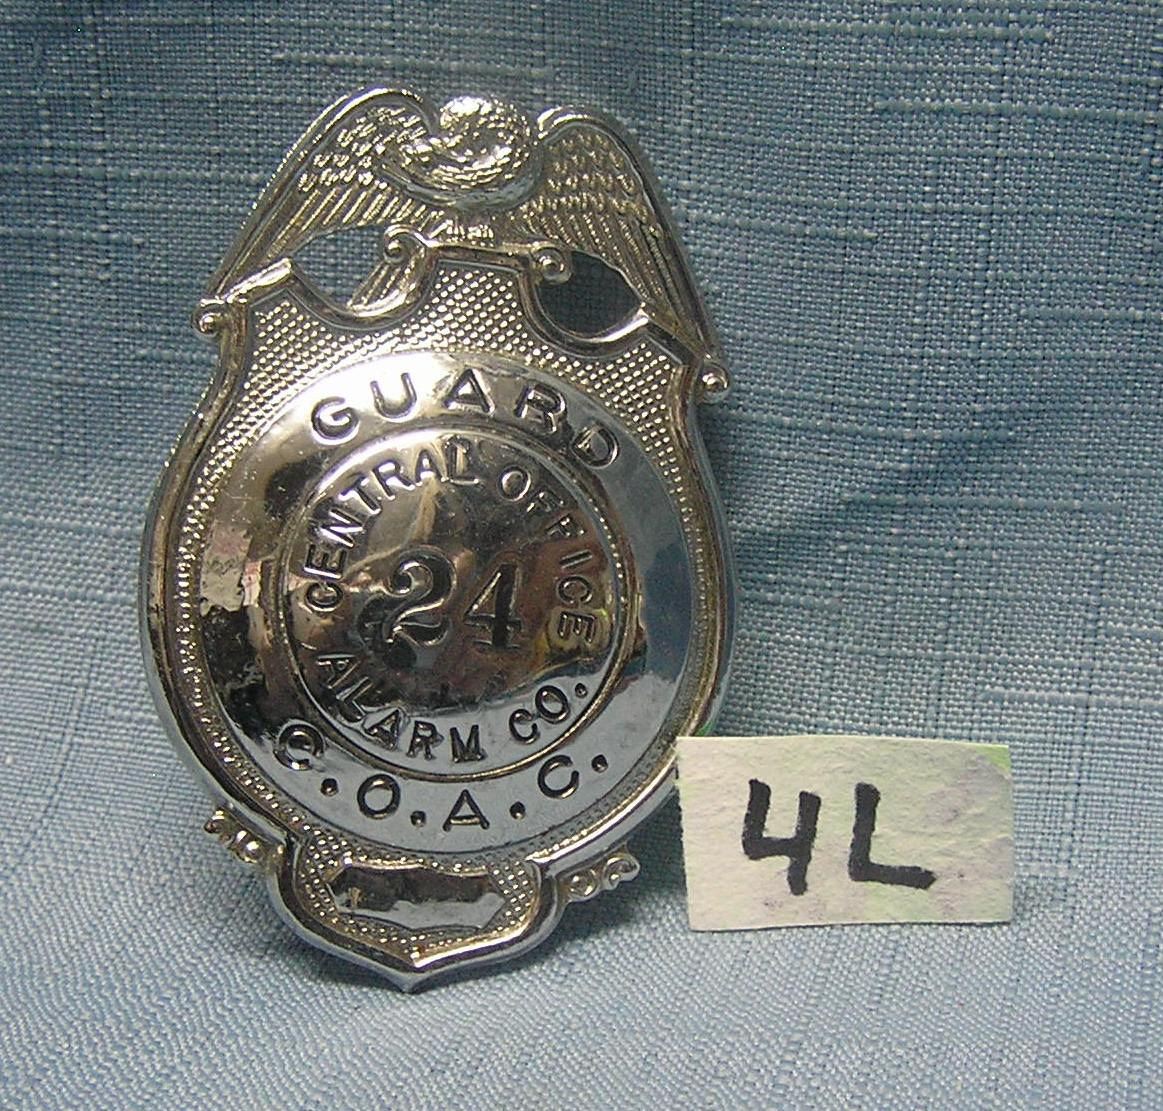 GUARD
CENTRAL OFFICE
24
ALARM CO.
C.O.A.C.
4L